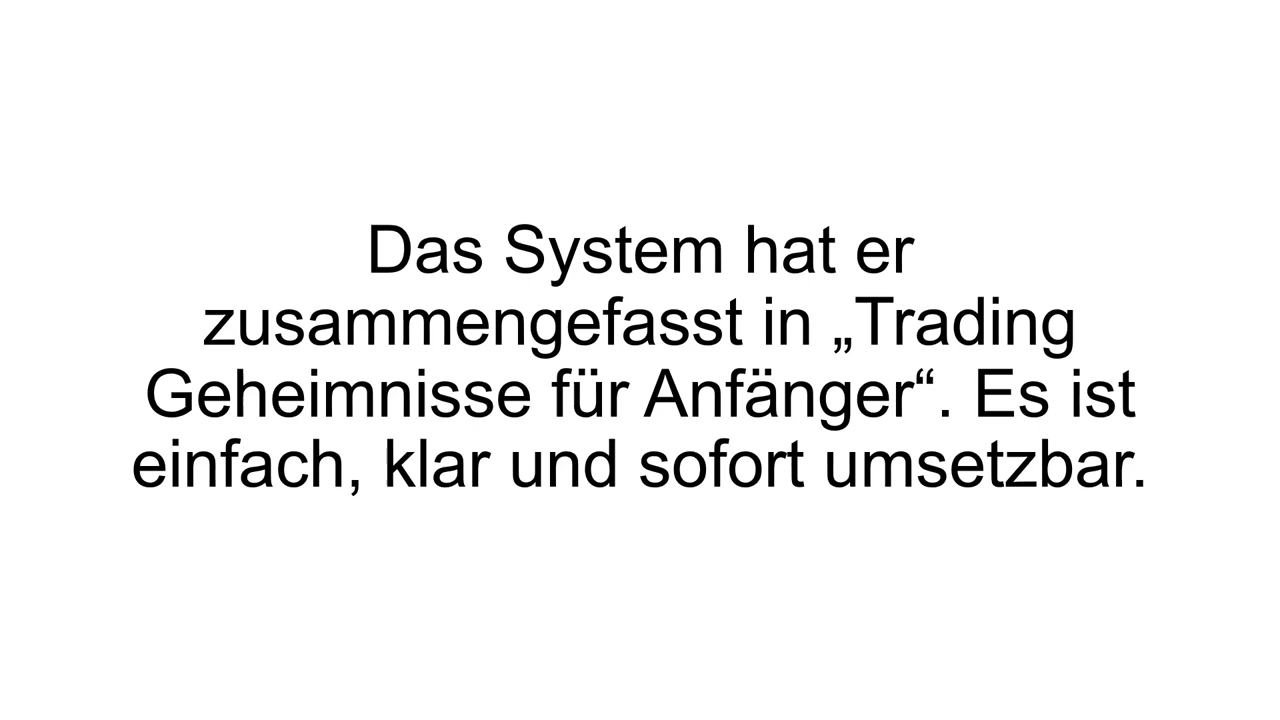 Das System hat er
zusammengefasst in „Trading
Geheimnisse für Anfänger“. Es ist
einfach, klar und sofort umsetzbar.